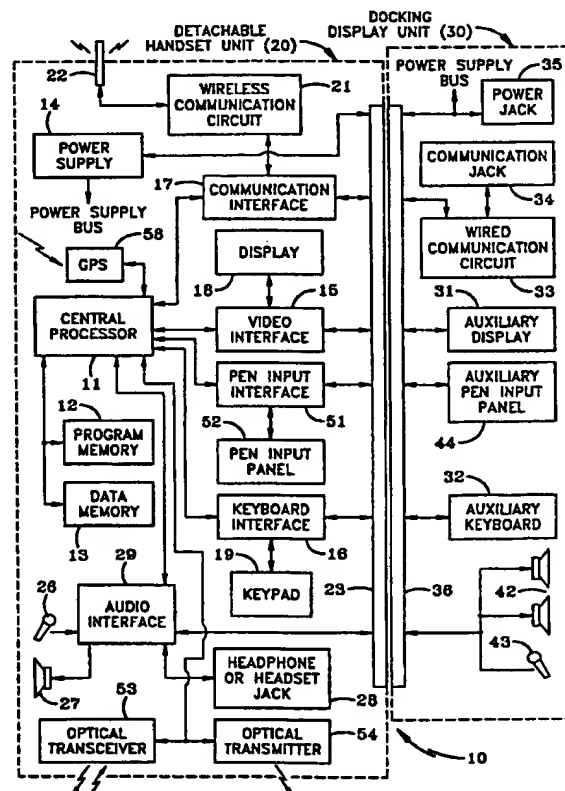 DETACHABLE
HANDSET UNIT (20)
DOCKING
DISPLAY UNIT (30)
22
WIRELESS
COMMUNICATION
CIRCUIT
21
POWER SUPPLY
BUS
35
POWER
JACK
14
POWER
SUPPLY
17
COMMUNICATION
INTERFACE
COMMUNICATION
JACK
34
POWER SUPPLY
BUS
58
GPS
DISPLAY
18
WIRED
COMMUNICATION
CIRCUIT
33
CENTRAL
PROCESSOR
11
15
VIDEO
INTERFACE
31
AUXILIARY
DISPLAY
12
PROGRAM
MEMORY
PEN INPUT
INTERFACE
51
AUXILIARY
PEN INPUT
PANEL
44
52
PEN INPUT
PANEL
DATA
MEMORY
13
KEYBOARD
INTERFACE
16
32
AUXILIARY
KEYBOARD
29
AUDIO
INTERFACE
26
19
KEYPAD
23
36
42
43
27
HEADPHONE
OR HEADSET
JACK
28
53
OPTICAL
TRANSCEIVER
OPTICAL
TRANSMITTER
54
10